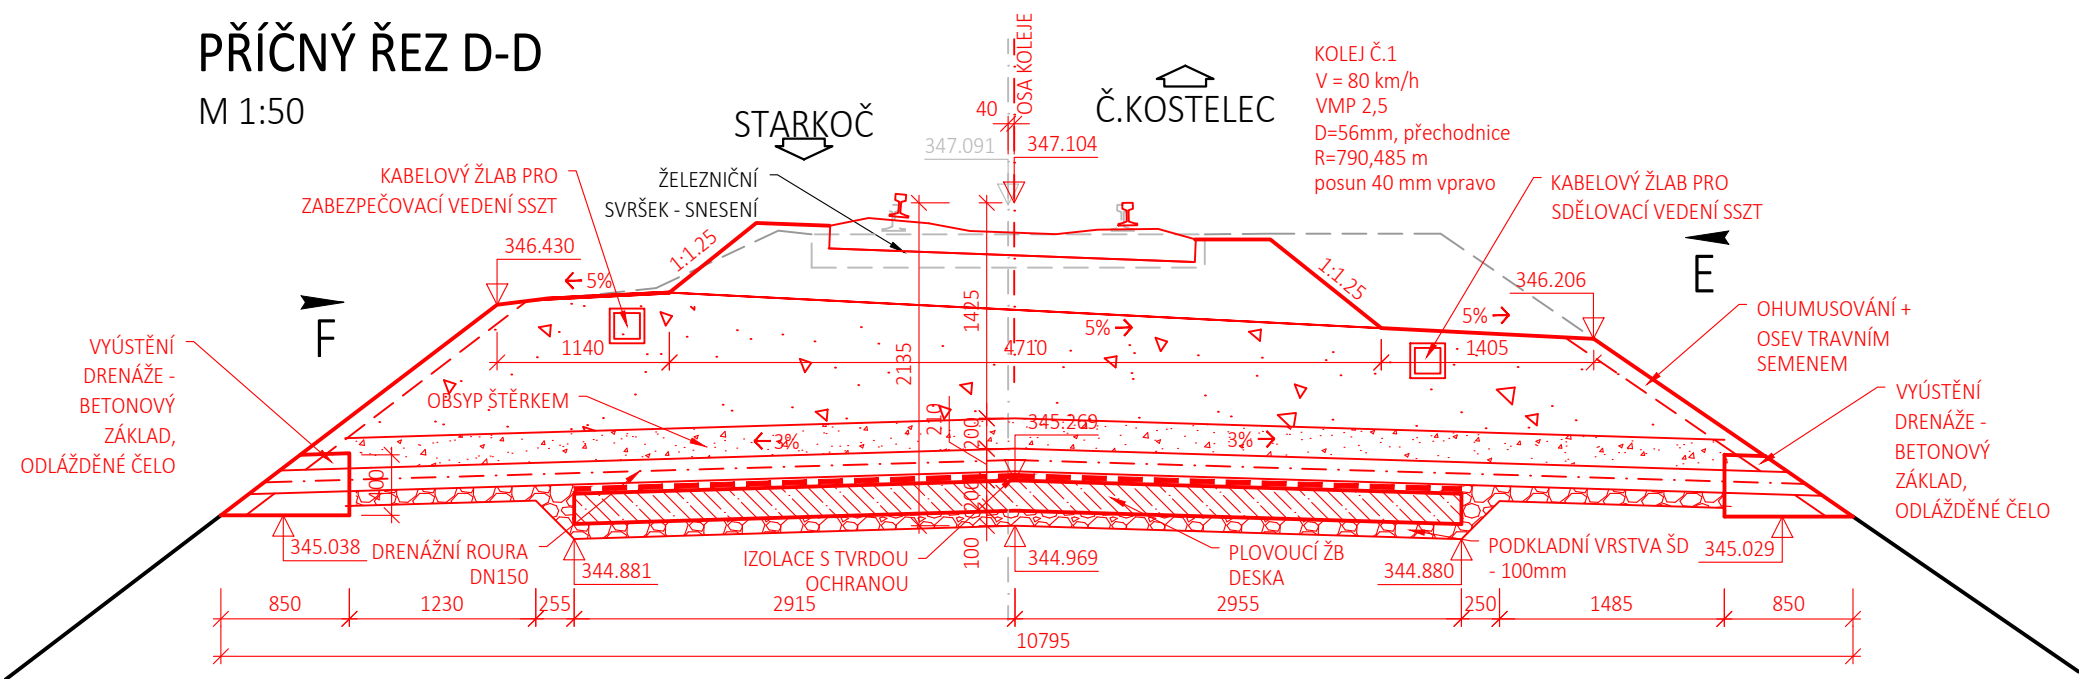 PŘÍČNÝ ŘEZ D-D
M 1:50
STARKOČ
Č.KOSTELEC
OSA KOLEJE
40
347.091
347.104
KOLEJ Č.1
V = 80 km/h
VMP 2,5
D=56mm, přechodnice
R=790,485 m
posun 40 mm vpravo
KABELOVÝ ŽLAB PRO
ZABEZPEČOVACÍ VEDENÍ SSZT
ŽELEZNIČNÍ
SVRŠEK - SNESENÍ
KABELOVÝ ŽLAB PRO
SDĚLOVACÍ VEDENÍ SSZT
346.430
1:1.25
5%
1:1.25
346.206
E
F
5%
5%
1425
2135
1140
4710
1405
VYÚSTĚNÍ
DRENÁŽE -
BETONOVÝ
ZÁKLAD,
ODLÁŽDĚNÉ ČELO
OHUMUSOVÁNÍ +
OSEV TRAVNÍM
SEMENEM
OBSYP ŠTĚRKEM
3%
210
200
345.269
3%
VYÚSTĚNÍ
DRENÁŽE -
BETONOVÝ
ZÁKLAD,
ODLÁŽDĚNÉ ČELO
400
200
100
345.038
DRENÁŽNÍ ROURA
DN150
344.881
IZOLACE S TVRDOU
OCHRANOU
344.969
PLOVOUCÍ ŽB
DESKA
344.880
PODKLADNÍ VRSTVA ŠD
- 100mm
345.029
850
1230
255
2915
2955
250
1485
850
10795